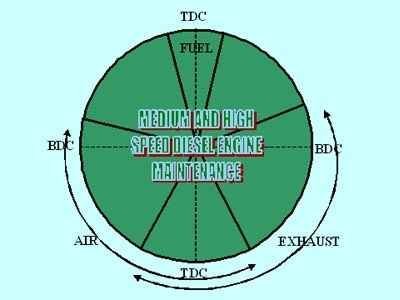 TDC
FUEL
MEDIUM AND HIGH
SPEED DIESEL ENGINE
MAINTENANCE
BDC
BDC
AIR
EXHAUST
TDC